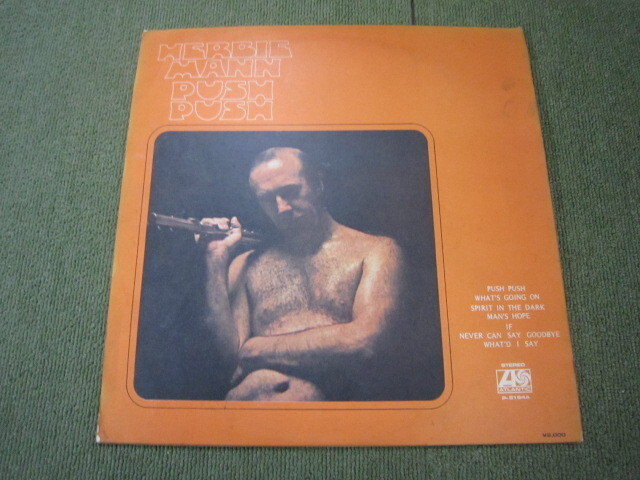 HERBIE
MANN
PUSH
PUSH
PUSH PUSH
WHAT'S GOING ON
SPIRIT IN THE DARK
MAN'S HOPE
IF
NEVER CAN SAY GOODBYE
WHAT'D I SAY
STEREO
ATLANTIC